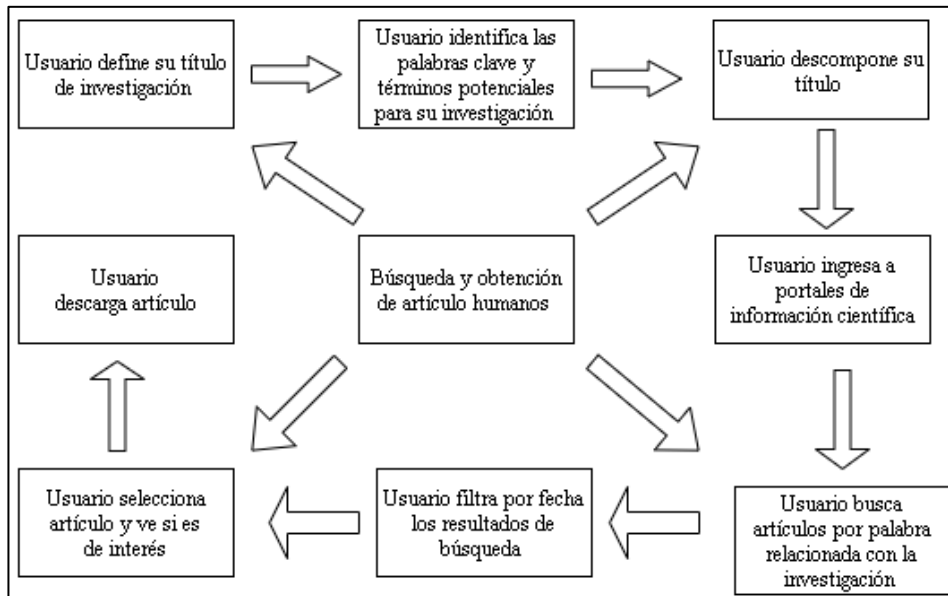 Usuario define su título
de investigación
Usuario identifica las
palabras clave y
términos potenciales
para su investigación
Usuario descompone su
título
Usuario
descarga artículo
Búsqueda y obtención
de artículo humanos
Usuario ingresa a
portales de
información científica
Usuario selecciona
artículo y ve si es
de interés
Usuario filtra por fecha
los resultados de
búsqueda
Usuario busca
artículos por palabra
relacionada con la
investigación